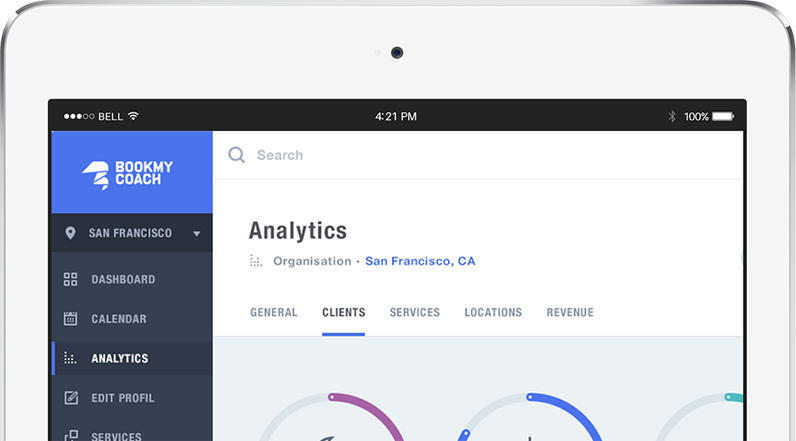 BELL
4:21 PM
100%
BOOKMY
COACH
Search
SAN FRANCISCO
Analytics
Organisation • San Francisco, CA
DASHBOARD
CALENDAR
ANALYTICS
EDIT PROFIL
SERVICES
GENERAL CLIENTS SERVICES LOCATIONS REVENUE